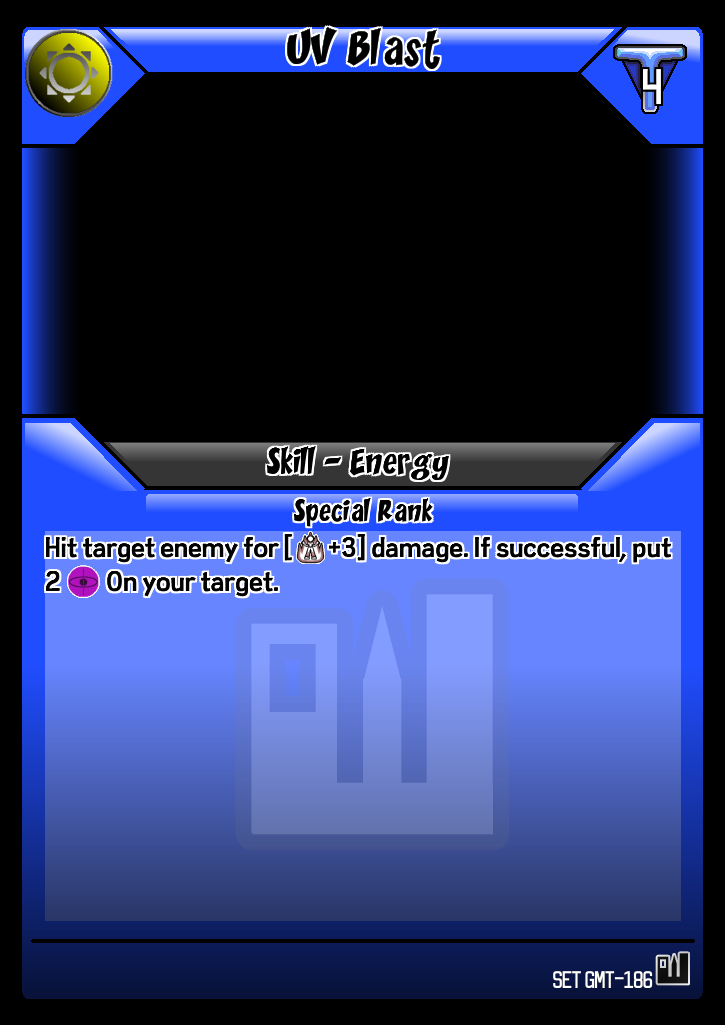 UV Blast
4
Skill - Energy
Special Rank
Hit target enemy for [ +3] damage. If successful, put
2 On your target.
SET GMT-186